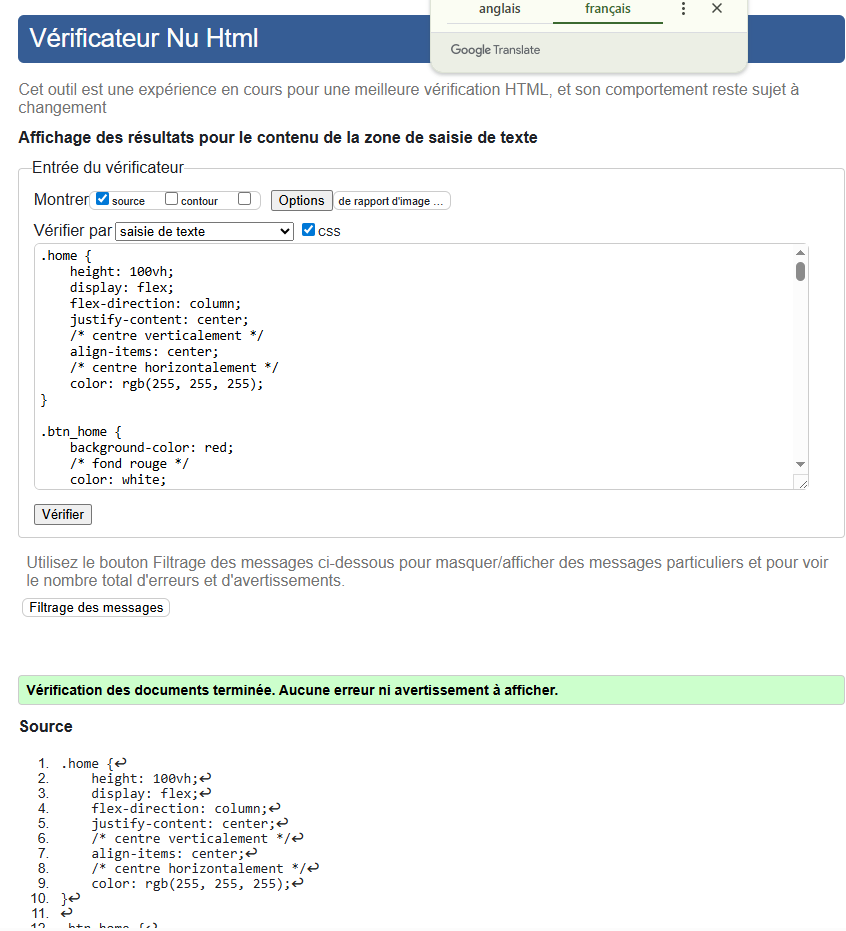 anglais français
Google Translate
Vérificateur Nu Html
Cet outil est une expérience en cours pour une meilleure vérification HTML, et son comportement reste sujet à
changement
Affichage des résultats pour le contenu de la zone de saisie de texte
Entrée du vérificateur
Montrer source contour Options de rapport d'image ...
Vérifier par saisie de texte css
.home {
    height: 100vh;
    display: flex;
    flex-direction: column;
    justify-content: center;
    /* centre verticalement */
    align-items: center;
    /* centre horizontalement */
    color: rgb(255, 255, 255);
}
.btn_home {
    background-color: red;
    /* fond rouge */
    color: white;
Vérifier
Utilisez le bouton Filtrage des messages ci-dessous pour masquer/afficher des messages particuliers et pour voir
le nombre total d'erreurs et d'avertissements.
Filtrage des messages
Vérification des documents terminée. Aucune erreur ni avertissement à afficher.
Source
1. .home {↩
2.     height: 100vh;↩
3.     display: flex;↩
4.     flex-direction: column;↩
5.     justify-content: center;↩
6.     /* centre verticalement */↩
7.     align-items: center;↩
8.     /* centre horizontalement */↩
9.     color: rgb(255, 255, 255);↩
10. }↩
11. ↩
12. .btn_home {↩